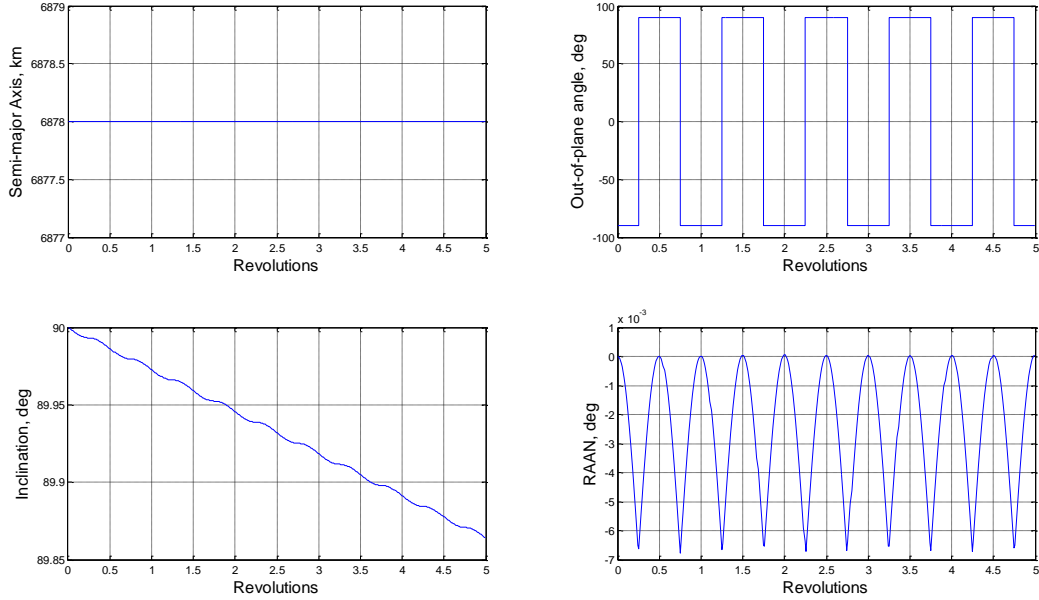 6879
6878.5
6878
6877.5
6877
Semi-major Axis, km
0 0.5 1 1.5 2 2.5 3 3.5 4 4.5 5
Revolutions
100
50
0
-50
-100
Out-of-plane angle, deg
0 0.5 1 1.5 2 2.5 3 3.5 4 4.5 5
Revolutions
90
89.95
89.9
89.85
Inclination, deg
0 0.5 1 1.5 2 2.5 3 3.5 4 4.5 5
Revolutions
x 10^-3
1
0
-1
-2
-3
-4
-5
-6
-7
RAAN, deg
0 0.5 1 1.5 2 2.5 3 3.5 4 4.5 5
Revolutions